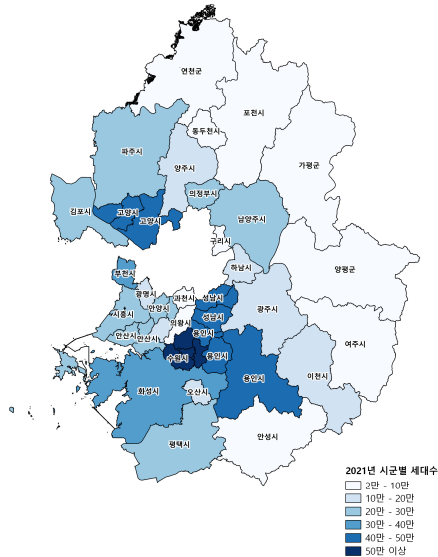 연천군
포천시
동두천시
파주시
양주시
가평군
의정부시
김포시
고양시
고양시
남양주시
구리시
하남시
양평군
부천시
광명시
과천시
성남시
시흥시
안양시
광주시
의왕시
성남시
안산시
안산시
용인시
여주시
수원시
용인시
이천시
용인시
화성시
오산시
안성시
평택시
2021년 시군별 세대수
2만 - 10만
10만 - 20만
20만 - 30만
30만 - 40만
40만 - 50만
50만 이상